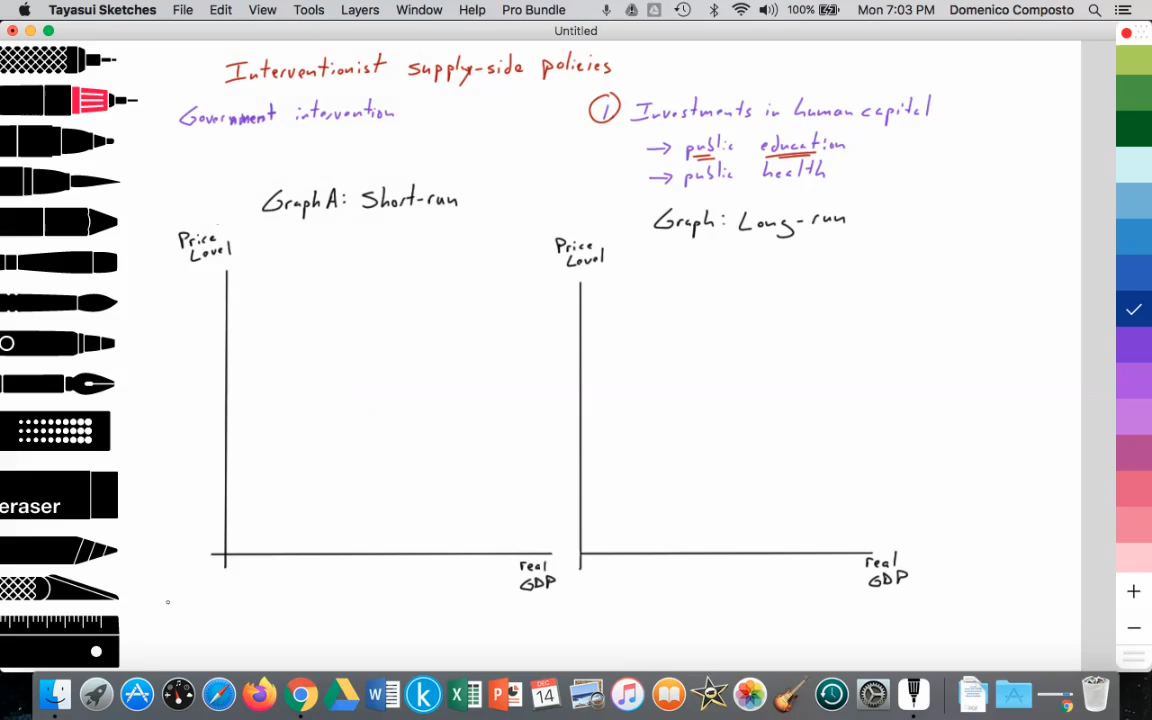 Tayasui Sketches File Edit View Tools Layers Window Help Pro Bundle 100% Mon 7:03 PM Domenico Composto
Untitled
Interventionist supply-side policies
Government intervention
1 Investments in human capital
→ public education
→ public health
Graph A: Short-run
Graph: Long-run
Price
Level
Price
Level
eraser
real
GDP
real
GDP
DEC
14